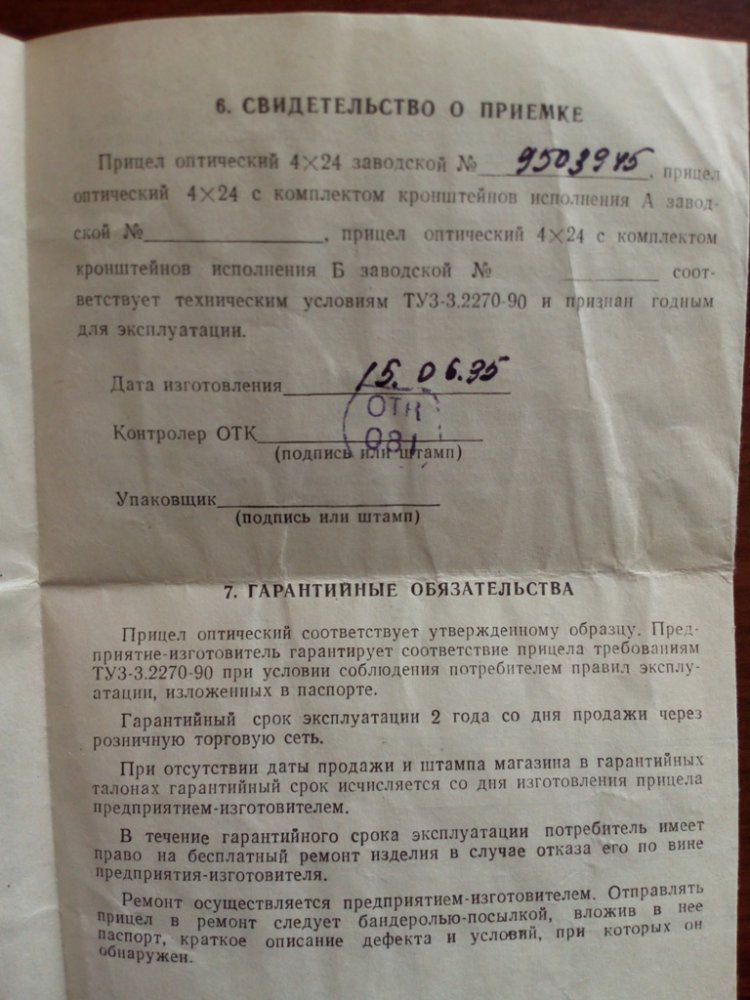 6. СВИДЕТЕЛЬСТВО О ПРИЕМКЕ
Прицел оптический 4×24 заводской № 9503945, прицел
оптический 4×24 с комплектом кронштейнов исполнения А завод-
ской №, прицел оптический 4×24 с комплектом
кронштейнов исполнения Б заводской № соот-
ветствует техническим условиям ТУ3-3.2270-90 и признан годным
для эксплуатации.
Дата изготовления 15.06.95
ОТК
Контролер ОТК 081
(подпись или штамп)
Упаковщик
(подпись или штамп)
7. ГАРАНТИЙНЫЕ ОБЯЗАТЕЛЬСТВА
Прицел оптический соответствует утвержденному образцу. Пред-
приятие-изготовитель гарантирует соответствие прицела требованиям
ТУ3-3.2270-90 при условии соблюдения потребителем правил эксплу-
атации, изложенных в паспорте.
Гарантийный срок эксплуатации 2 года со дня продажи через
розничную торговую сеть.
При отсутствии даты продажи и штампа магазина в гарантийных
талонах гарантийный срок исчисляется со дня изготовления прицела
предприятием-изготовителем.
В течение гарантийного срока эксплуатации потребитель имеет
право на бесплатный ремонт изделия в случае отказа его по вине
предприятия-изготовителя.
Ремонт осуществляется предприятием-изготовителем. Отправлять
прицел в ремонт следует бандеролью-посылкой, вложив в нее
паспорт, краткое описание дефекта и условий, при которых он
обнаружен.